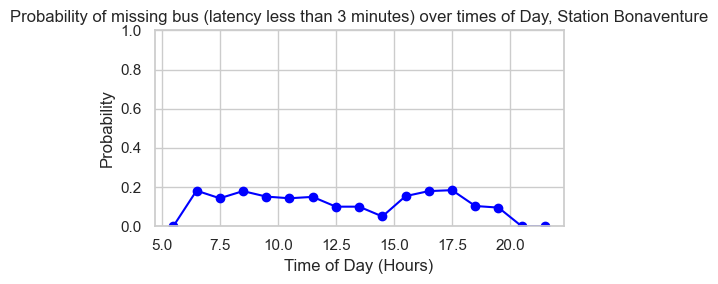 Probability of missing bus (latency less than 3 minutes) over times of Day, Station Bonaventure
1.0
0.8
0.6
0.4
0.2
0.0
Probability
5.0 7.5 10.0 12.5 15.0 17.5 20.0
Time of Day (Hours)